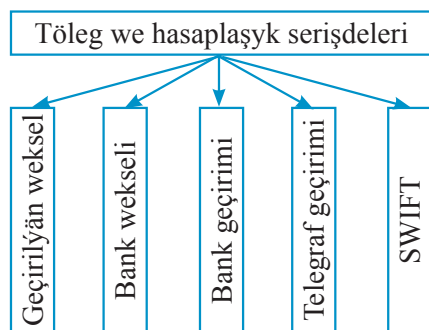 Töleg we hasaplaşyk serişdeleri
Geçirilýän weksel
Bank wekseli
Bank geçirimi
Telegraf geçirimi
SWIFT